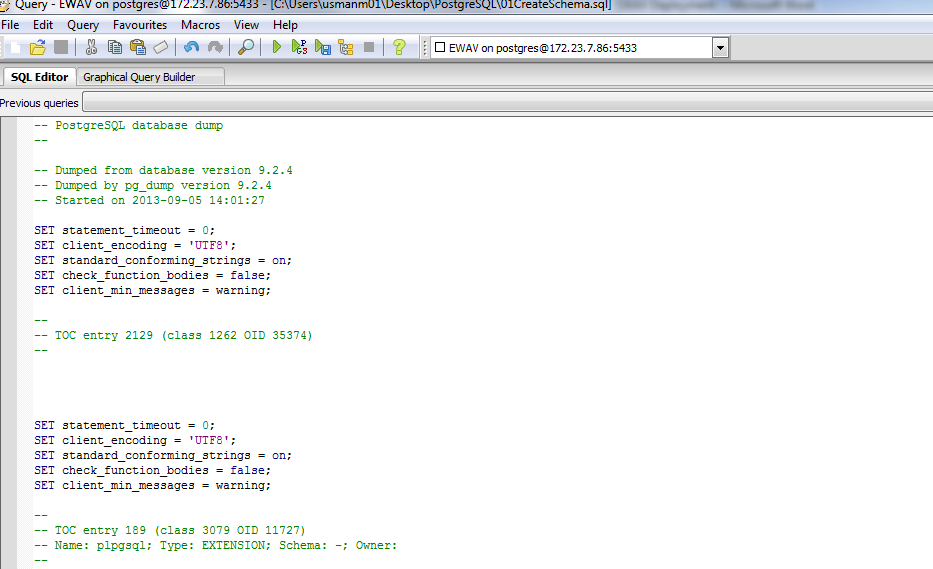 Query - EWAV on postgres@172.23.7.86:5433 - [C:\Users\usmanm01\Desktop\PostgreSQL\01CreateSchema.sql]
File Edit Query Favourites Macros View Help
EWAV on postgres@172.23.7.86:5433
SQL Editor Graphical Query Builder
Previous queries
-- PostgreSQL database dump
--
-- Dumped from database version 9.2.4
-- Dumped by pg_dump version 9.2.4
-- Started on 2013-09-05 14:01:27
SET statement_timeout = 0;
SET client_encoding = 'UTF8';
SET standard_conforming_strings = on;
SET check_function_bodies = false;
SET client_min_messages = warning;
--
-- TOC entry 2129 (class 1262 OID 35374)
--
SET statement_timeout = 0;
SET client_encoding = 'UTF8';
SET standard_conforming_strings = on;
SET check_function_bodies = false;
SET client_min_messages = warning;
--
-- TOC entry 189 (class 3079 OID 11727)
-- Name: plpgsql; Type: EXTENSION; Schema: -; Owner:
--